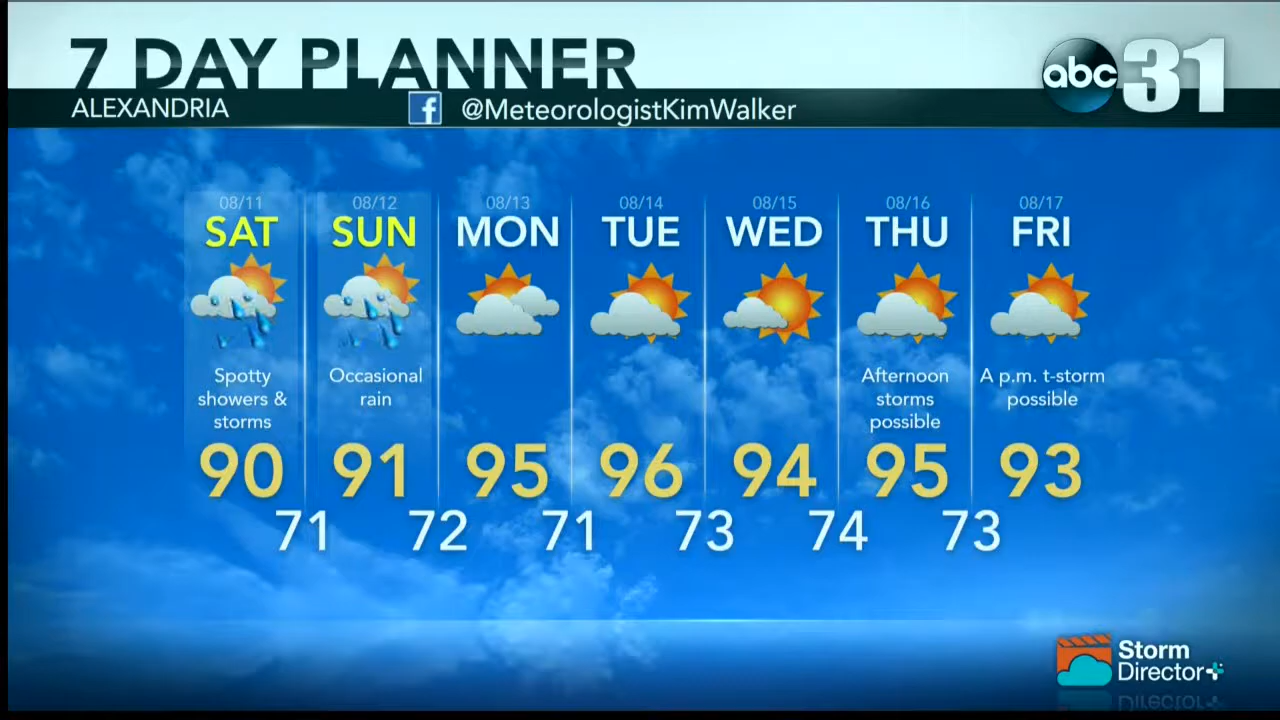 7 DAY PLANNER
abc 31
ALEXANDRIA
f @MeteorologistKimWalker
08/11 08/12 08/13 08/14 08/15 08/16 08/17
SAT SUN MON TUE WED THU FRI
Spotty
showers &
storms
Occasional
rain
Afternoon
storms
possible
A p.m. t-storm
possible
90 91 95 96 94 95 93
71 72 71 73 74 73
Storm
Director+